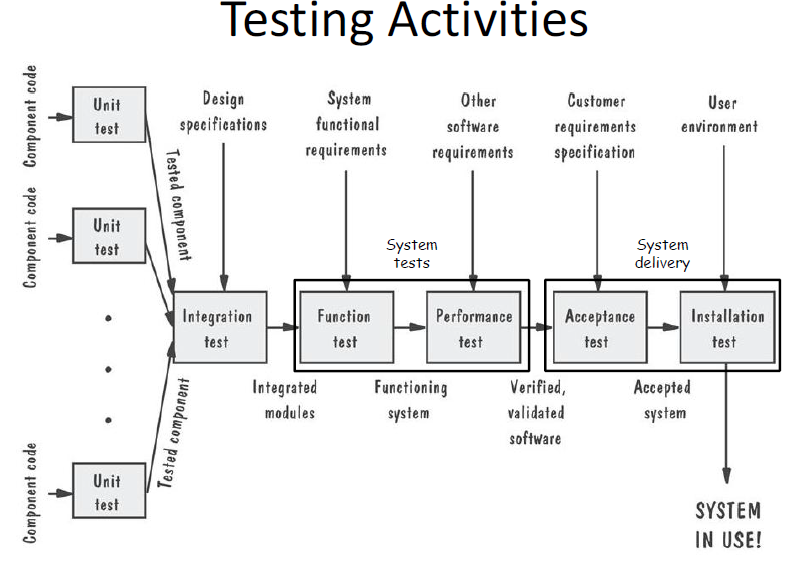 Testing Activities
Component code
Unit
test
Component code
Unit
test
Component code
Unit
test
Tested component
Tested component
Design
specifications
System
functional
requirements
Other
software
requirements
Customer
requirements
specification
User
environment
System
tests
System
delivery
Integration
test
Function
test
Performance
test
Acceptance
test
Installation
test
Integrated
modules
Functioning
system
Verified,
validated
software
Accepted
system
SYSTEM
IN USE!